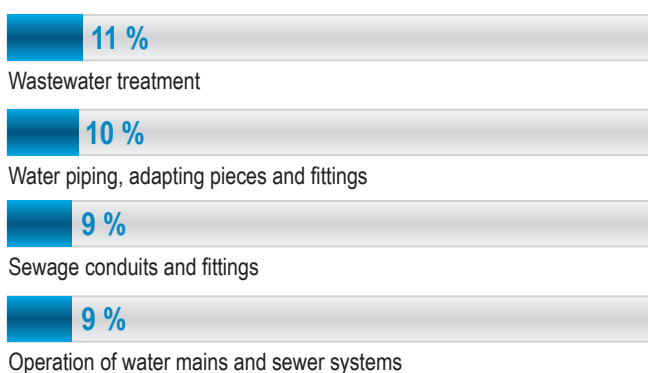 11 %
Wastewater treatment
10 %
Water piping, adapting pieces and fittings
9 %
Sewage conduits and fittings
9 %
Operation of water mains and sewer systems